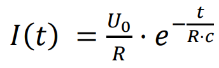 I(t) = U₀/R · e^(-t/(R·c))